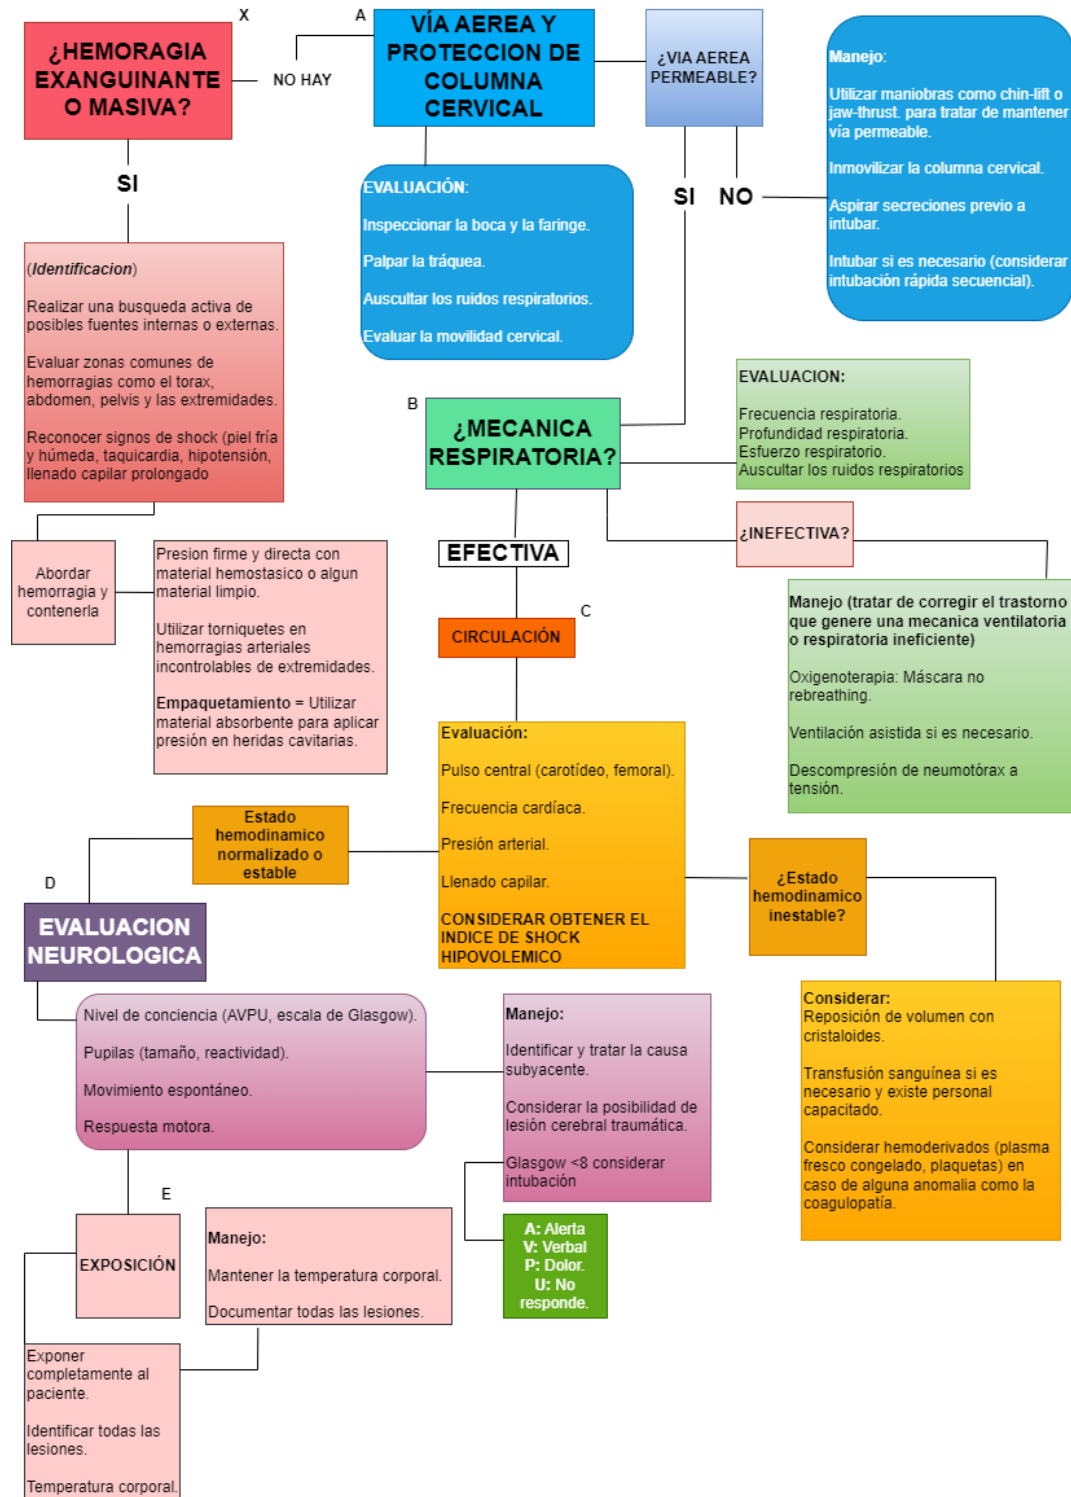 X
¿HEMORAGIA
EXANGUINANTE
O MASIVA?
NO HAY
A
VÍA AEREA Y
PROTECCION DE
COLUMNA
CERVICAL
¿VIA AEREA
PERMEABLE?
Manejo:
Utilizar maniobras como chin-lift o
jaw-thrust. para tratar de mantener
vía permeable.
Inmovilizar la columna cervical.
Aspirar secreciones previo a
intubar.
Intubar si es necesario (considerar
intubación rápida secuencial).
SI
EVALUACIÓN:
Inspeccionar la boca y la faringe.
Palpar la tráquea.
Auscultar los ruidos respiratorios.
Evaluar la movilidad cervical.
SI
NO
(Identificacion)
Realizar una busqueda activa de
posibles fuentes internas o externas.
Evaluar zonas comunes de
hemorragias como el torax,
abdomen, pelvis y las extremidades.
Reconocer signos de shock (piel fría
y húmeda, taquicardia, hipotensión,
llenado capilar prolongado
Abordar
hemorragia y
contenerla
Presion firme y directa con
material hemostasico o algun
material limpio.
Utilizar torniquetes en
hemorragias arteriales
incontrolables de extremidades.
Empaquetamiento = Utilizar
material absorbente para aplicar
presión en heridas cavitarias.
B
¿MECANICA
RESPIRATORIA?
EVALUACION:
Frecuencia respiratoria.
Profundidad respiratoria.
Esfuerzo respiratorio.
Auscultar los ruidos respiratorios
¿INEFECTIVA?
EFECTIVA
Manejo (tratar de corregir el trastorno
que genere una mecanica ventilatoria
o respiratoria ineficiente)
Oxigenoterapia: Máscara no
rebreathing.
Ventilación asistida si es necesario.
Descompresión de neumotórax a
tensión.
C
CIRCULACIÓN
Evaluación:
Pulso central (carotídeo, femoral).
Frecuencia cardíaca.
Presión arterial.
Llenado capilar.
CONSIDERAR OBTENER EL
INDICE DE SHOCK
HIPOVOLEMICO
Estado
hemodinamico
normalizado o
estable
¿Estado
hemodinamico
inestable?
Considerar:
Reposición de volumen con
cristaloides.
Transfusión sanguínea si es
necesario y existe personal
capacitado.
Considerar hemoderivados (plasma
fresco congelado, plaquetas) en
caso de alguna anomalia como la
coagulopatía.
D
EVALUACION
NEUROLOGICA
Nivel de conciencia (AVPU, escala de Glasgow).
Pupilas (tamaño, reactividad).
Movimiento espontáneo.
Respuesta motora.
Manejo:
Identificar y tratar la causa
subyacente.
Considerar la posibilidad de
lesión cerebral traumática.
Glasgow <8 considerar
intubación
A: Alerta
V: Verbal
P: Dolor.
U: No
responde.
E
EXPOSICIÓN
Manejo:
Mantener la temperatura corporal.
Documentar todas las lesiones.
Exponer
completamente al
paciente.
Identificar todas las
lesiones.
Temperatura corporal.